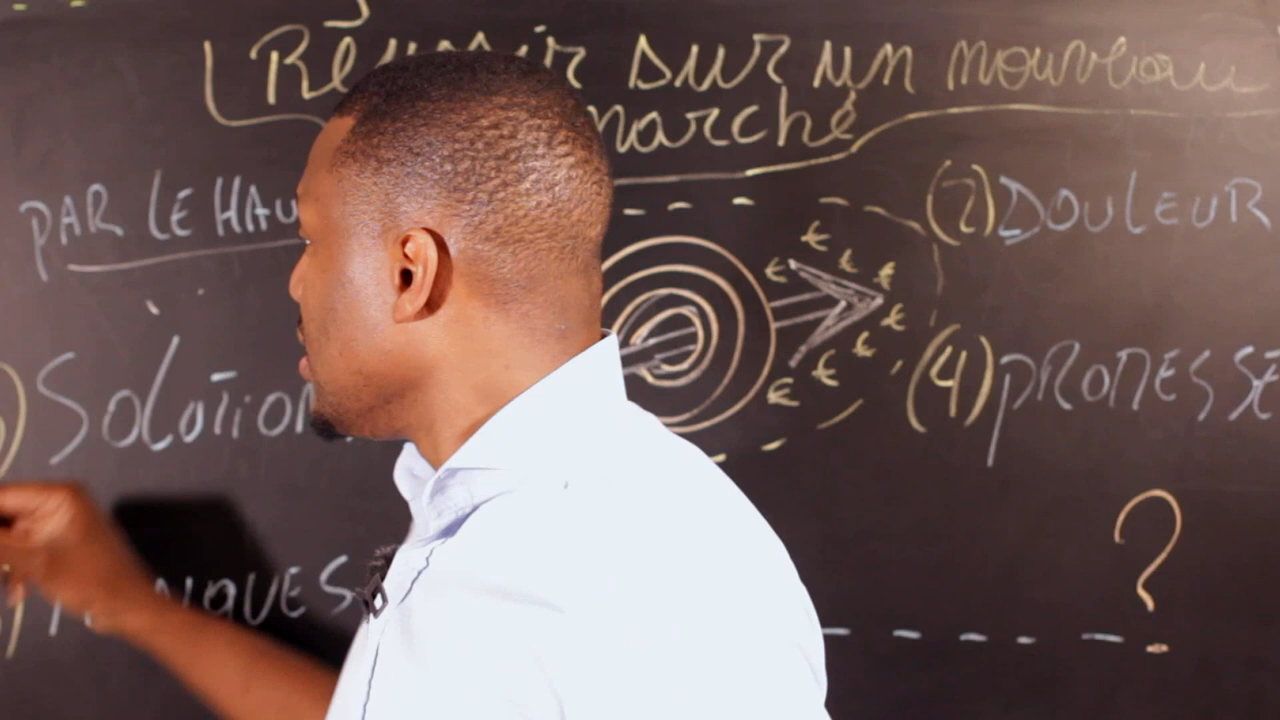 Réussir sur un nouveau
marché
PAR LE HAU
(2) DOULEUR
Solution
(4) PROMESSE
€ € € € € € € €
?